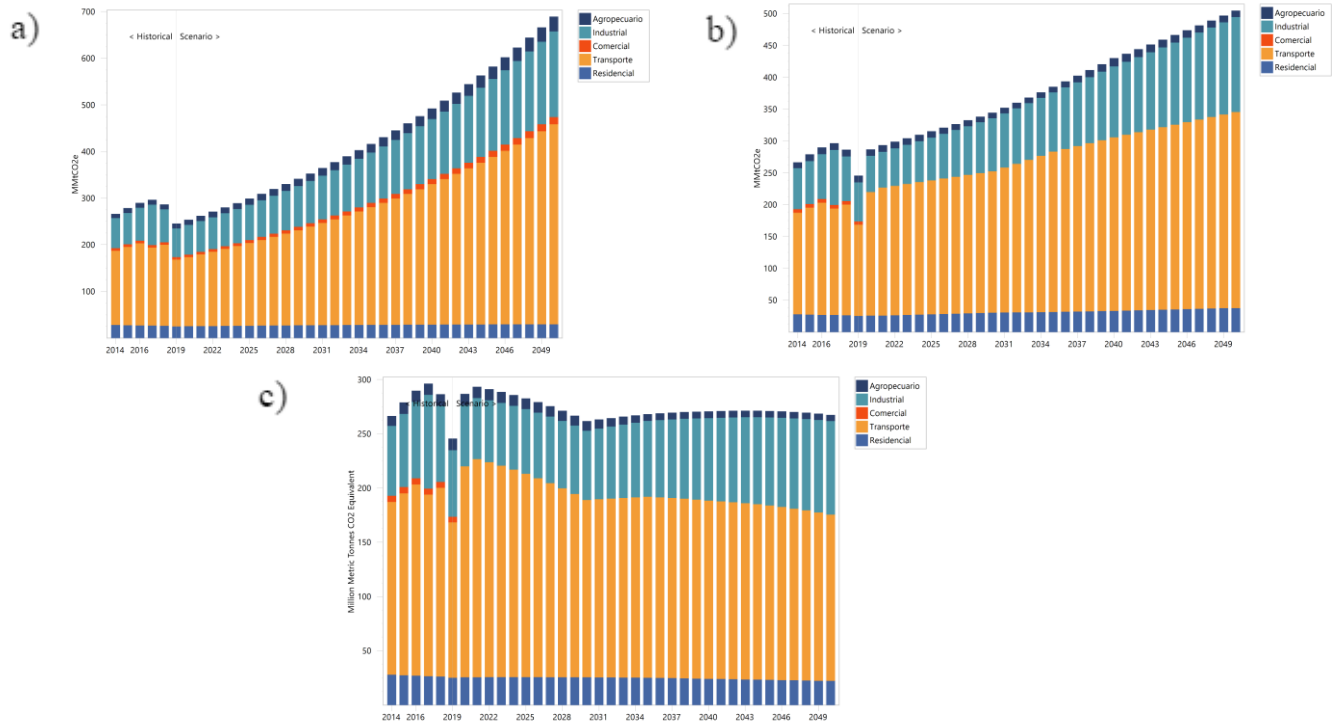 a)
700
600
500
400
300
200
100
MMtCO2e
< Historical Scenario >
2014 2016 2019 2022 2025 2028 2031 2034 2037 2040 2043 2046 2049
Agropecuario
Industrial
Comercial
Transporte
Residencial
b)
500
450
400
350
300
250
200
150
100
50
MMtCO2e
< Historical Scenario >
2014 2016 2019 2022 2025 2028 2031 2034 2037 2040 2043 2046 2049
Agropecuario
Industrial
Comercial
Transporte
Residencial
c)
300
250
200
150
100
50
Million Metric Tonnes CO2 Equivalent
< Historical Scenario >
2014 2016 2019 2022 2025 2028 2031 2034 2037 2040 2043 2046 2049
Agropecuario
Industrial
Comercial
Transporte
Residencial